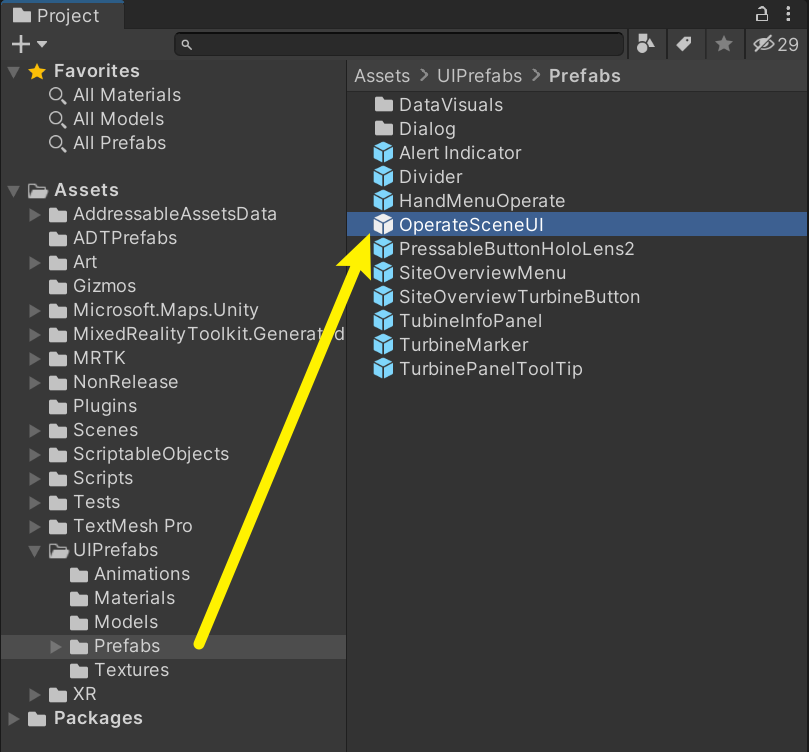 Project
29
Favorites
All Materials
All Models
All Prefabs
Assets
AddressableAssetsData
ADTPrefabs
Art
Gizmos
Microsoft.Maps.Unity
MixedRealityToolkit.Generated
MRTK
NonRelease
Plugins
Scenes
ScriptableObjects
Scripts
Tests
TextMesh Pro
UIPrefabs
Animations
Materials
Models
Prefabs
Textures
XR
Packages
Assets > UIPrefabs > Prefabs
DataVisuals
Dialog
Alert Indicator
Divider
HandMenuOperate
OperateSceneUI
PressableButtonHoloLens2
SiteOverviewMenu
SiteOverviewTurbineButton
TubineInfoPanel
TurbineMarker
TurbinePanelToolTip